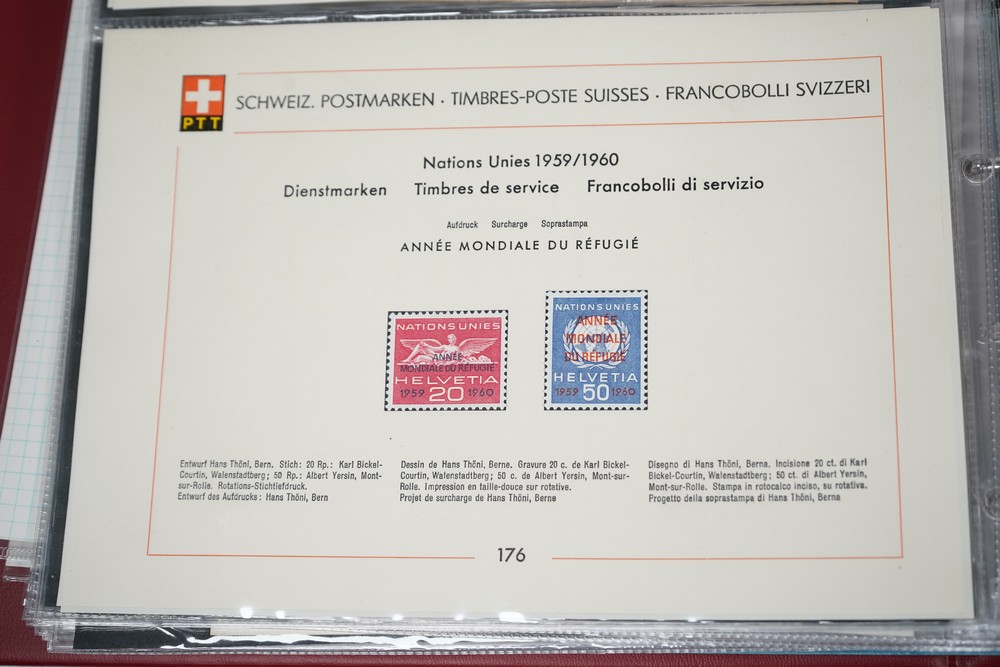 PTT
SCHWEIZ. POSTMARKEN · TIMBRES-POSTE SUISSES · FRANCOBOLLI SVIZZERI
Nations Unies 1959/1960
Dienstmarken Timbres de service Francobolli di servizio
Aufdruck Surcharge Soprastampa
ANNÉE MONDIALE DU RÉFUGIÉ
NATIONS UNIES
ANNÉE
MONDIALE DU RÉFUGIÉ
HELVETIA
1959 20 1960
NATIONS UNIES
ANNÉE
MONDIALE
DU RÉFUGIÉ
HELVETIA
1959 50 1960
Entwurf Hans Thöni, Bern. Stich: 20 Rp.: Karl Bickel-
Courtin, Walenstadtberg; 50 Rp.: Albert Yersin, Mont-
sur-Rolle. Rotations-Stichtiefdruck.
Entwurf des Aufdrucks: Hans Thöni, Bern
Dessin de Hans Thöni, Berne. Gravure 20 c. de Karl Bickel-
Courtin, Walenstadtberg; 50 c. de Albert Yersin, Mont-sur-
Rolle. Impression en taille-douce sur rotative.
Projet de surcharge de Hans Thöni, Berne
Disegno di Hans Thöni, Berna. Incisione 20 ct. di Karl
Bickel-Courtin, Walenstadtberg; 50 ct. di Albert Yersin,
Mont-sur-Rolle. Stampa in rotocalco inciso, su rotativa.
Progetto della soprastampa di Hans Thöni, Berna
176